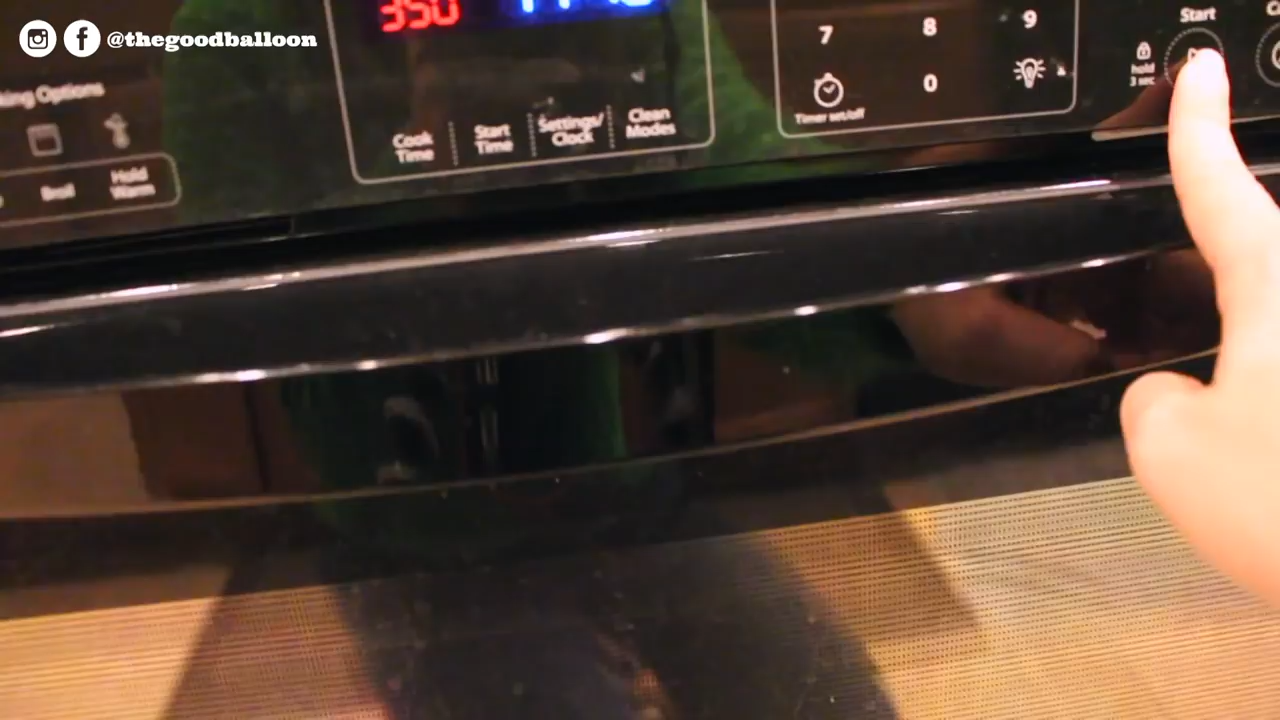 @thegoodballoon
350
7
8
9
0
Timer set/off
Start
hold
3 sec
Cook
Time
Start
Time
Settings/
Clock
Clean
Modes
Broil
Hold
Warm
Options